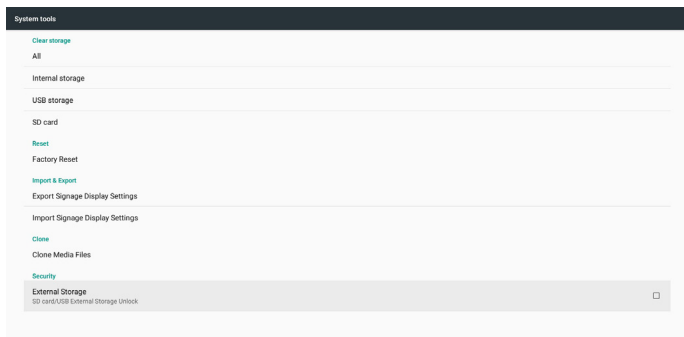 System tools
Clear storage
All
Internal storage
USB storage
SD card
Reset
Factory Reset
Import & Export
Export Signage Display Settings
Import Signage Display Settings
Clone
Clone Media Files
Security
External Storage
SD card/USB External Storage Unlock